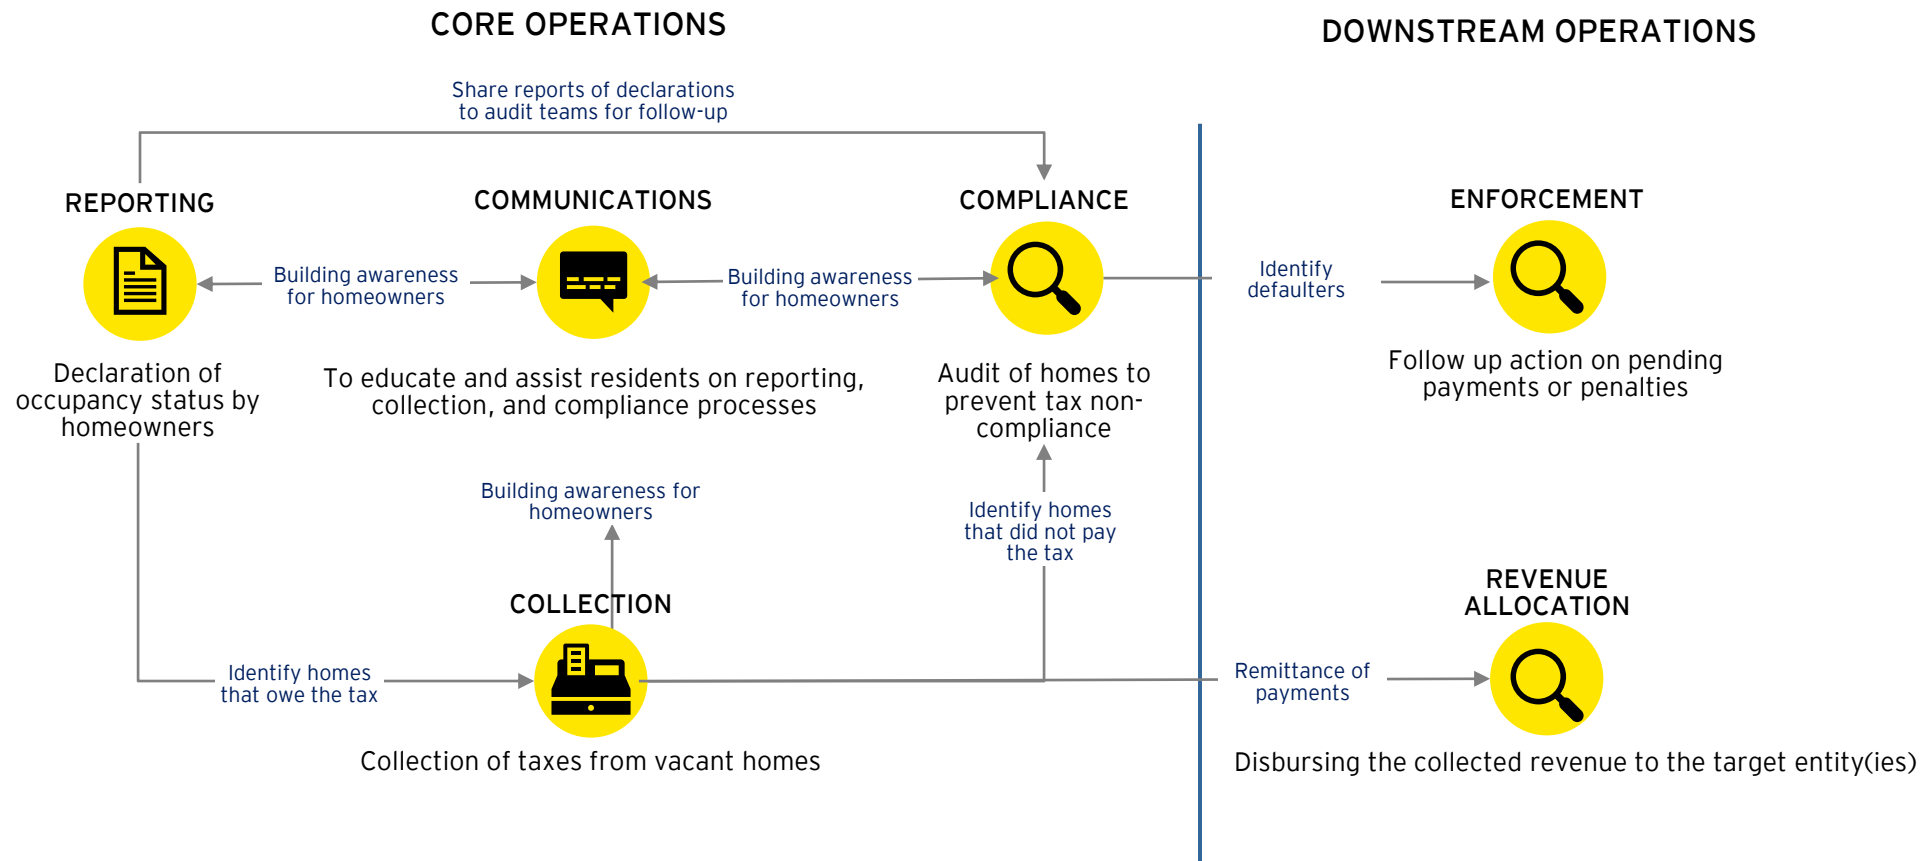 CORE OPERATIONS
DOWNSTREAM OPERATIONS
Share reports of declarations
to audit teams for follow-up
REPORTING
COMMUNICATIONS
COMPLIANCE
ENFORCEMENT
Building awareness
for homeowners
Building awareness
for homeowners
Identify
defaulters
Declaration of
occupancy status by
homeowners
To educate and assist residents on reporting,
collection, and compliance processes
Audit of homes to
prevent tax non-
compliance
Follow up action on pending
payments or penalties
Building awareness for
homeowners
Identify homes
that did not pay
the tax
COLLECTION
REVENUE
ALLOCATION
Identify homes
that owe the tax
Remittance of
payments
Collection of taxes from vacant homes
Disbursing the collected revenue to the target entity(ies)